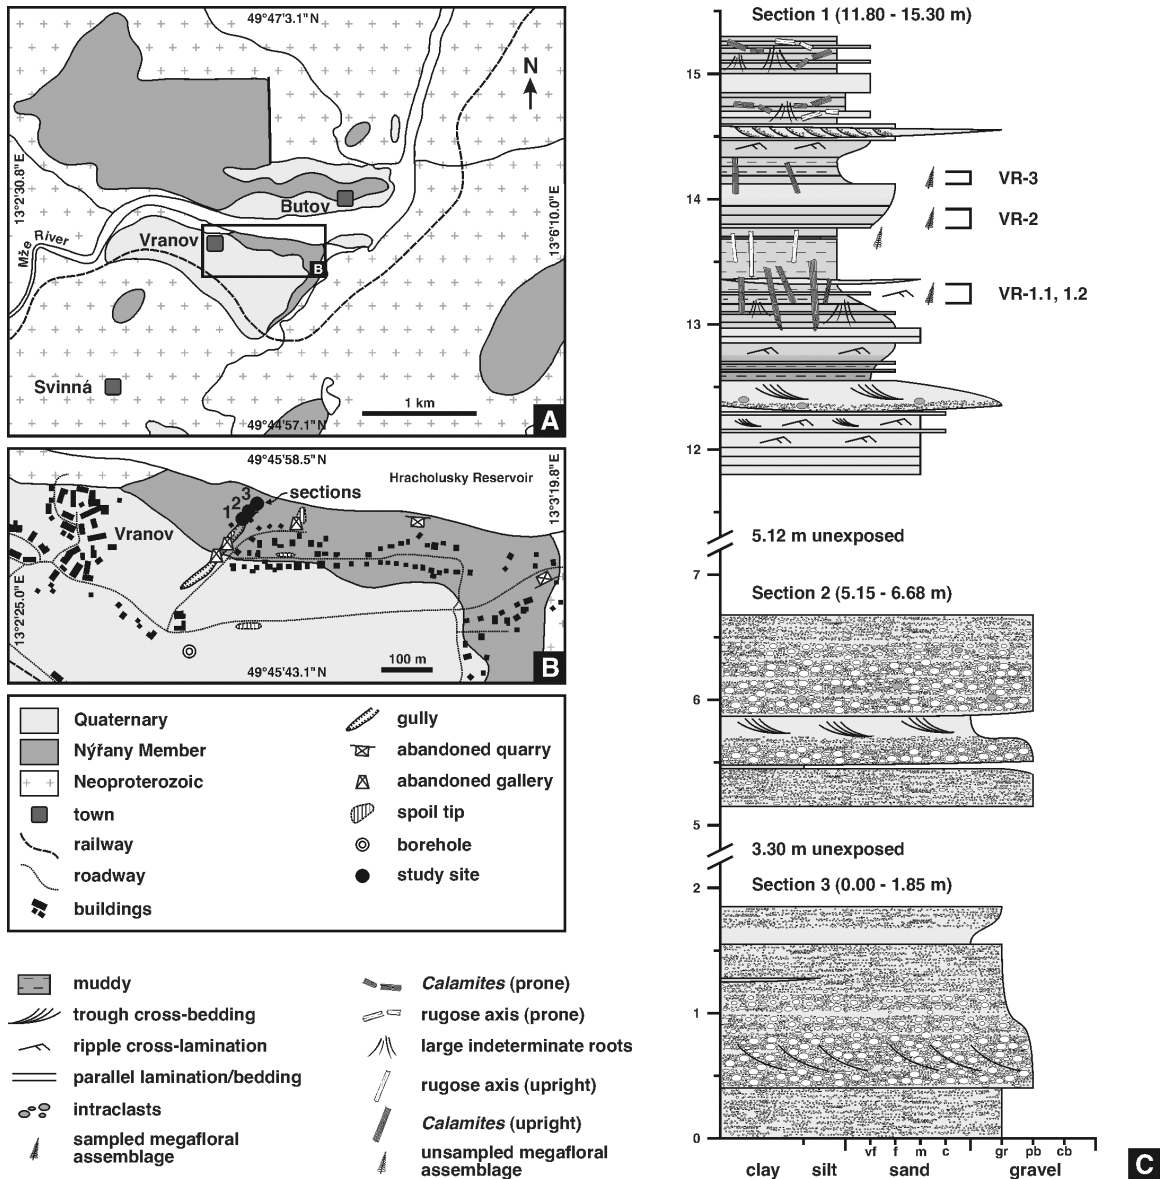 49°47'3.1"N
N
13°2'30.8"E
13°6'10.0"E
Butov
Vranov
Mže River
B
Svinná
1 km
49°44'57.1"N
A
49°45'58.5"N
Hracholusky Reservoir
13°3'19.8"E
sections
3
2
1
Vranov
13°2'25.0"E
100 m
49°45'43.1"N
B
Quaternary
Nýřany Member
Neoproterozoic
town
railway
roadway
buildings
gully
abandoned quarry
abandoned gallery
spoil tip
borehole
study site
muddy
trough cross-bedding
ripple cross-lamination
parallel lamination/bedding
intraclasts
sampled megafloral
assemblage
Calamites (prone)
rugose axis (prone)
large indeterminate roots
rugose axis (upright)
Calamites (upright)
unsampled megafloral
assemblage
Section 1 (11.80 - 15.30 m)
15
14
13
12
VR-3
VR-2
VR-1.1, 1.2
5.12 m unexposed
7
Section 2 (5.15 - 6.68 m)
6
5
3.30 m unexposed
Section 3 (0.00 - 1.85 m)
2
1
0
vf f m c gr pb cb
clay silt sand gravel
C